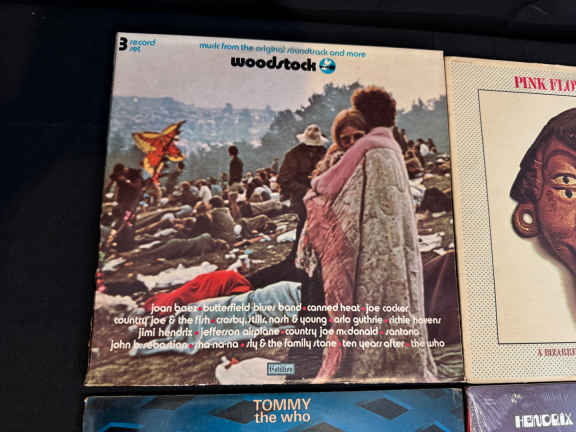 3 record
set
music from the original soundtrack and more
woodstock
joan baez • butterfield blues band • canned heat • joe cocker
country joe & the fish • crosby, stills, nash & young • arlo guthrie • richie havens
jimi hendrix • jefferson airplane • country joe mcdonald • santana
john b. sebastian • sha-na-na • sly & the family stone • ten years after • the who
Cotillion
PINK FLO
A BIZARRE
TOMMY
the who
HENDRIX